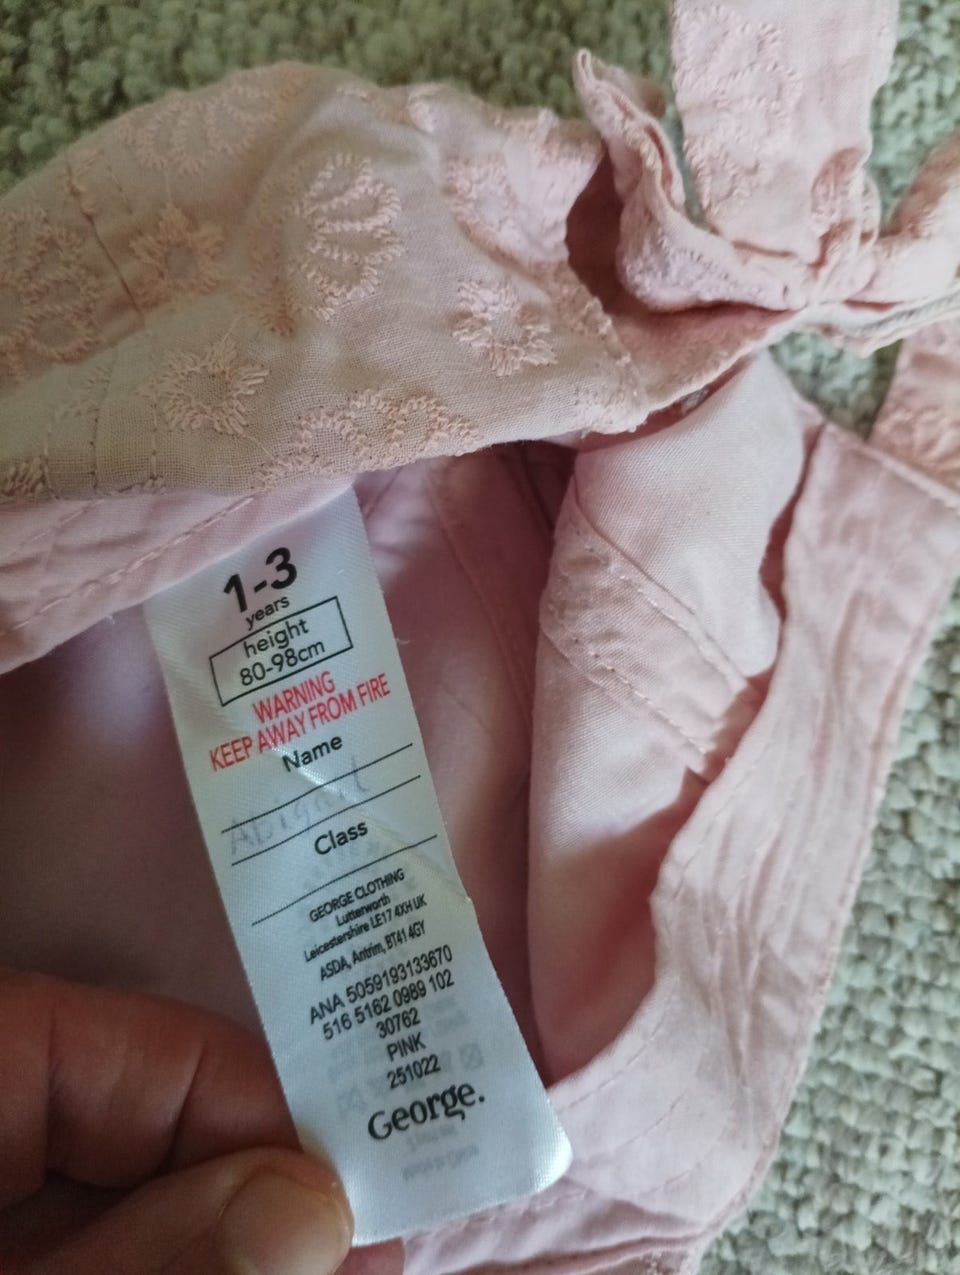 1-3
years
height
80-98cm
WARNING
KEEP AWAY FROM FIRE
Name
Abigail
Class
GEORGE CLOTHING
Lutterworth
Leicestershire LE17 4XH UK
ASDA, Antrim, BT41 4GY
ANA 5059193133670
516 5162 0989 102
30762
PINK
251022
George.